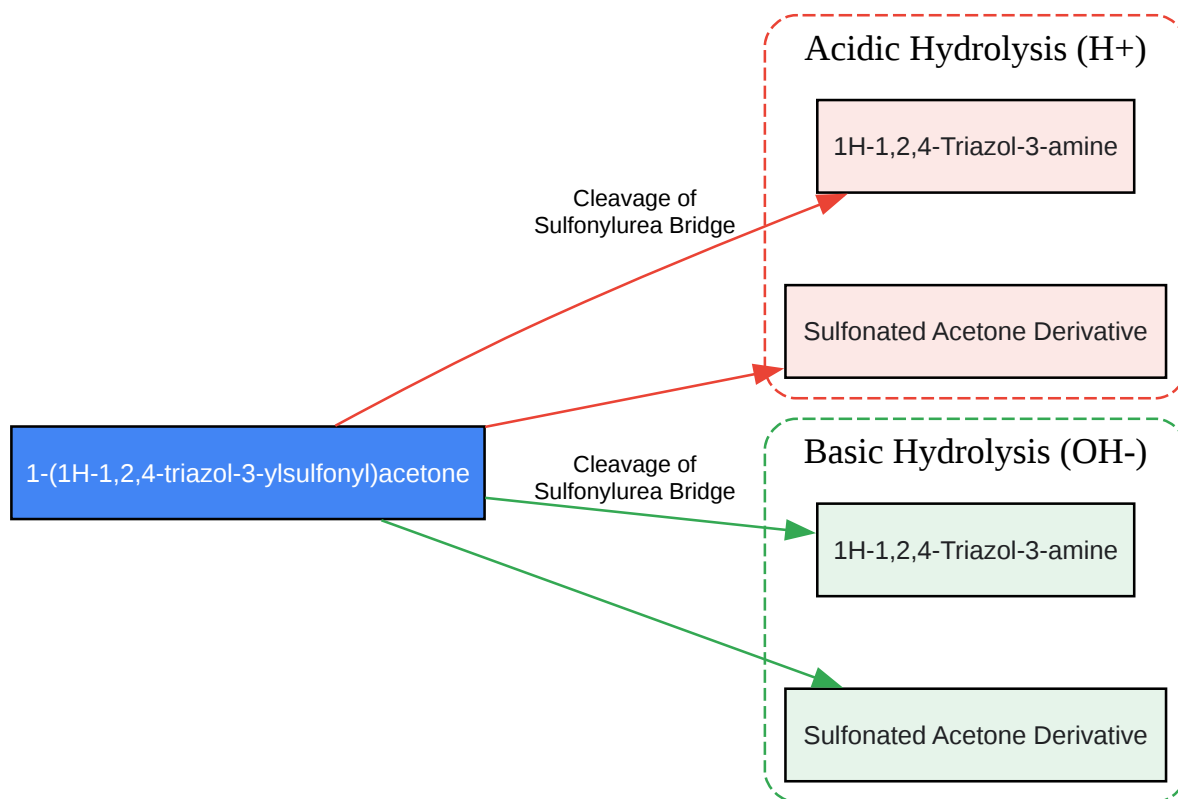 Acidic Hydrolysis (H+)
1H-1,2,4-Triazol-3-amine
Cleavage of
Sulfonylurea Bridge
Sulfonated Acetone Derivative
1-(1H-1,2,4-triazol-3-ylsulfonyl)acetone
Basic Hydrolysis (OH-)
Cleavage of
Sulfonylurea Bridge
1H-1,2,4-Triazol-3-amine
Sulfonated Acetone Derivative